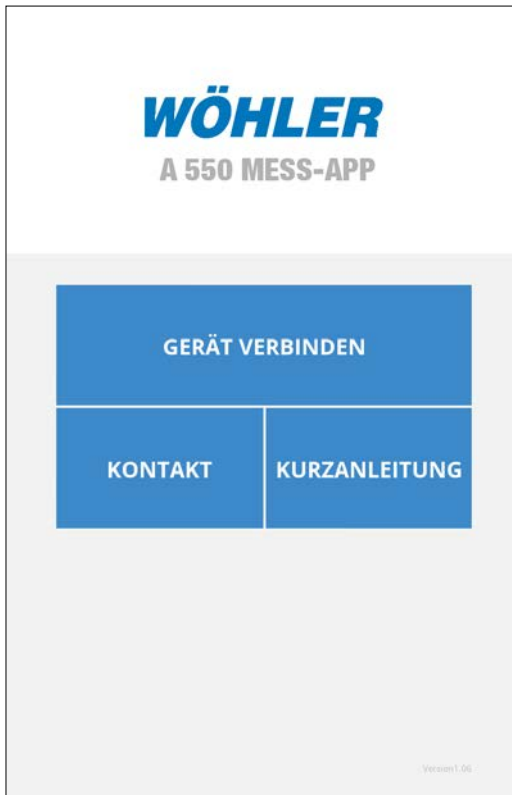 WÖHLER
A 550 MESS-APP
GERÄT VERBINDEN
KONTAKT
KURZANLEITUNG
Version1.06